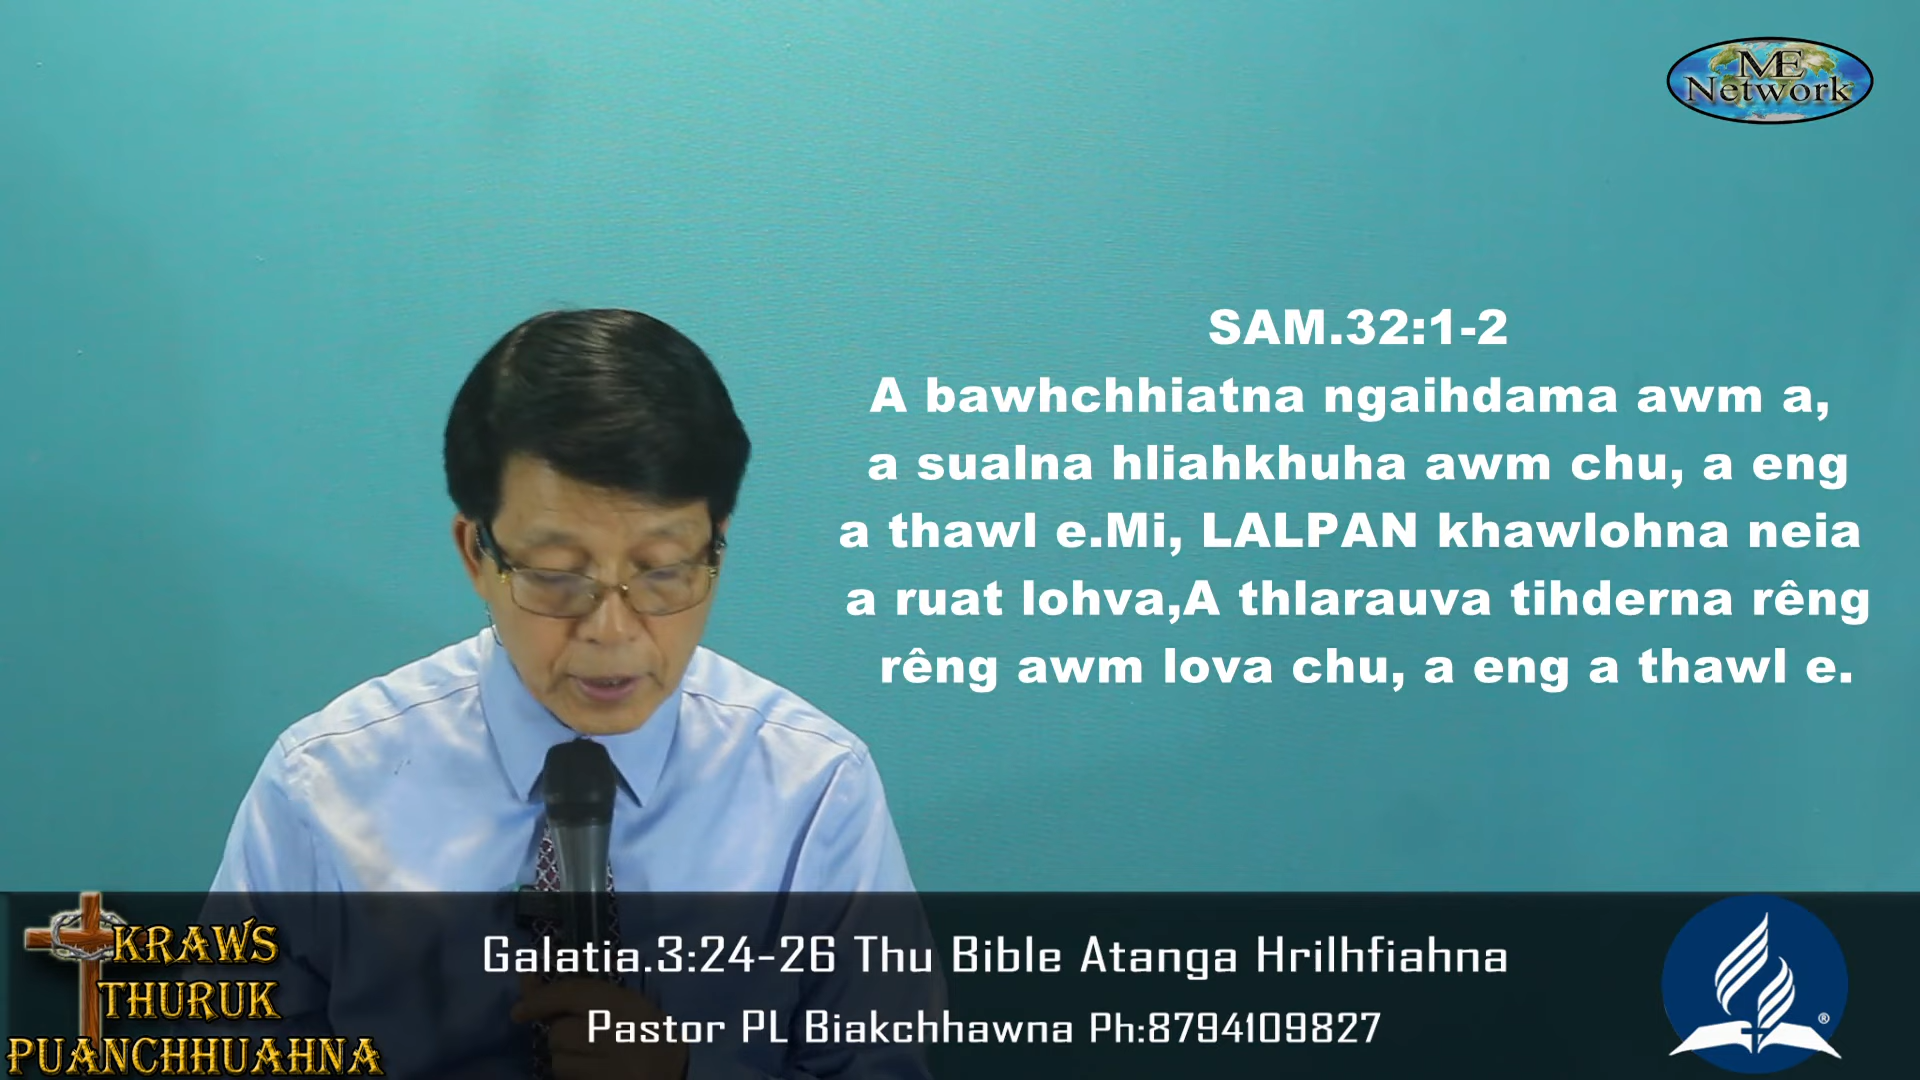 ME
Network
SAM.32:1-2
A bawhchhiatna ngaihdama awm a,
a sualna hliahkhuha awm chu, a eng
a thawl e.Mi, LALPAN khawlohna neia
a ruat lohva,A thlarauva tihderna rêng
rêng awm lova chu, a eng a thawl e.
KRAWS
THURUK
PUANCHHUAHNA
Galatia.3:24-26 Thu Bible Atanga Hrilhfiahna
Pastor PL Biakchhawna Ph:8794109827
®